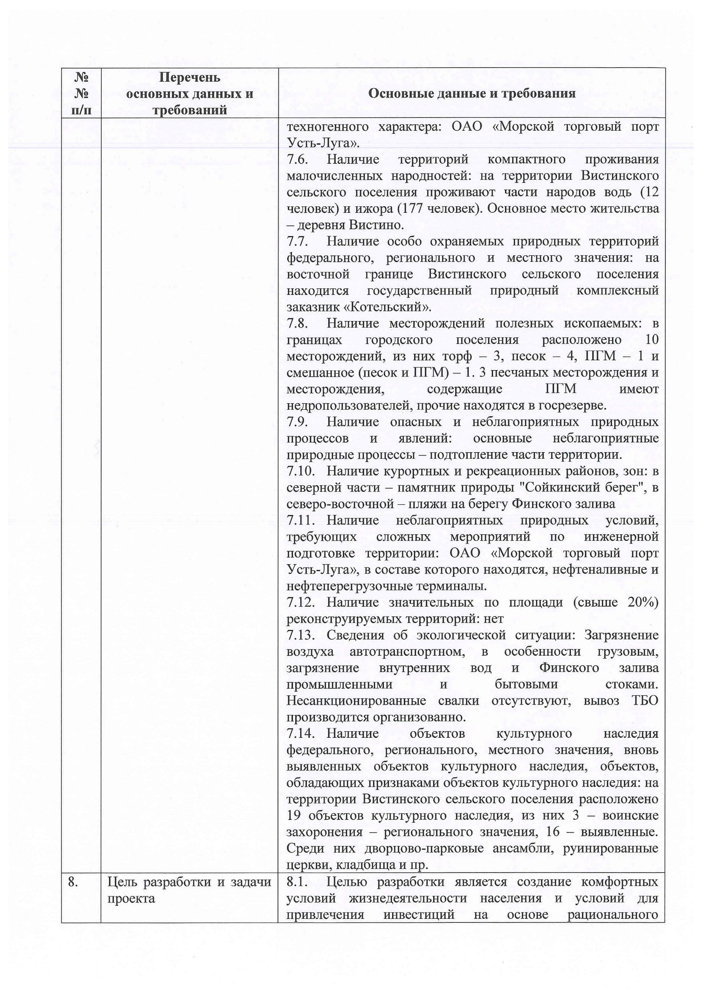 №
№
п/п
Перечень
основных данных и
требований
Основные данные и требования
техногенного характера: ОАО «Морской торговый порт
Усть-Луга».
7.6. Наличие территорий компактного проживания
малочисленных народностей: на территории Вистинского
сельского поселения проживают части народов водь (12
человек) и ижора (177 человек). Основное место жительства
– деревня Вистино.
7.7. Наличие особо охраняемых природных территорий
федерального, регионального и местного значения: на
восточной границе Вистинского сельского поселения
находится государственный природный комплексный
заказник «Котельский».
7.8. Наличие месторождений полезных ископаемых: в
границах городского поселения расположено 10
месторождений, из них торф – 3, песок – 4, ПГМ – 1 и
смешанное (песок и ПГМ) – 1. 3 песчаных месторождения и
месторождения, содержащие ПГМ имеют
недропользователей, прочие находятся в госрезерве.
7.9. Наличие опасных и неблагоприятных природных
процессов и явлений: основные неблагоприятные
природные процессы – подтопление части территории.
7.10. Наличие курортных и рекреационных районов, зон: в
северной части – памятник природы "Сойкинский берег", в
северо-восточной – пляжи на берегу Финского залива
7.11. Наличие неблагоприятных природных условий,
требующих сложных мероприятий по инженерной
подготовке территории: ОАО «Морской торговый порт
Усть-Луга», в составе которого находятся, нефтеналивные и
нефтеперегрузочные терминалы.
7.12. Наличие значительных по площади (свыше 20%)
реконструируемых территорий: нет
7.13. Сведения об экологической ситуации: Загрязнение
воздуха автотранспортном, в особенности грузовым,
загрязнение внутренних вод и Финского залива
промышленными и бытовыми стоками.
Несанкционированные свалки отсутствуют, вывоз ТБО
производится организованно.
7.14. Наличие объектов культурного наследия
федерального, регионального, местного значения, вновь
выявленных объектов культурного наследия, объектов,
обладающих признаками объектов культурного наследия: на
территории Вистинского сельского поселения расположено
19 объектов культурного наследия, из них 3 – воинские
захоронения – регионального значения, 16 – выявленные.
Среди них дворцово-парковые ансамбли, руинированные
церкви, кладбища и пр.
8.
Цель разработки и задачи
проекта
8.1. Целью разработки является создание комфортных
условий жизнедеятельности населения и условий для
привлечения инвестиций на основе рационального